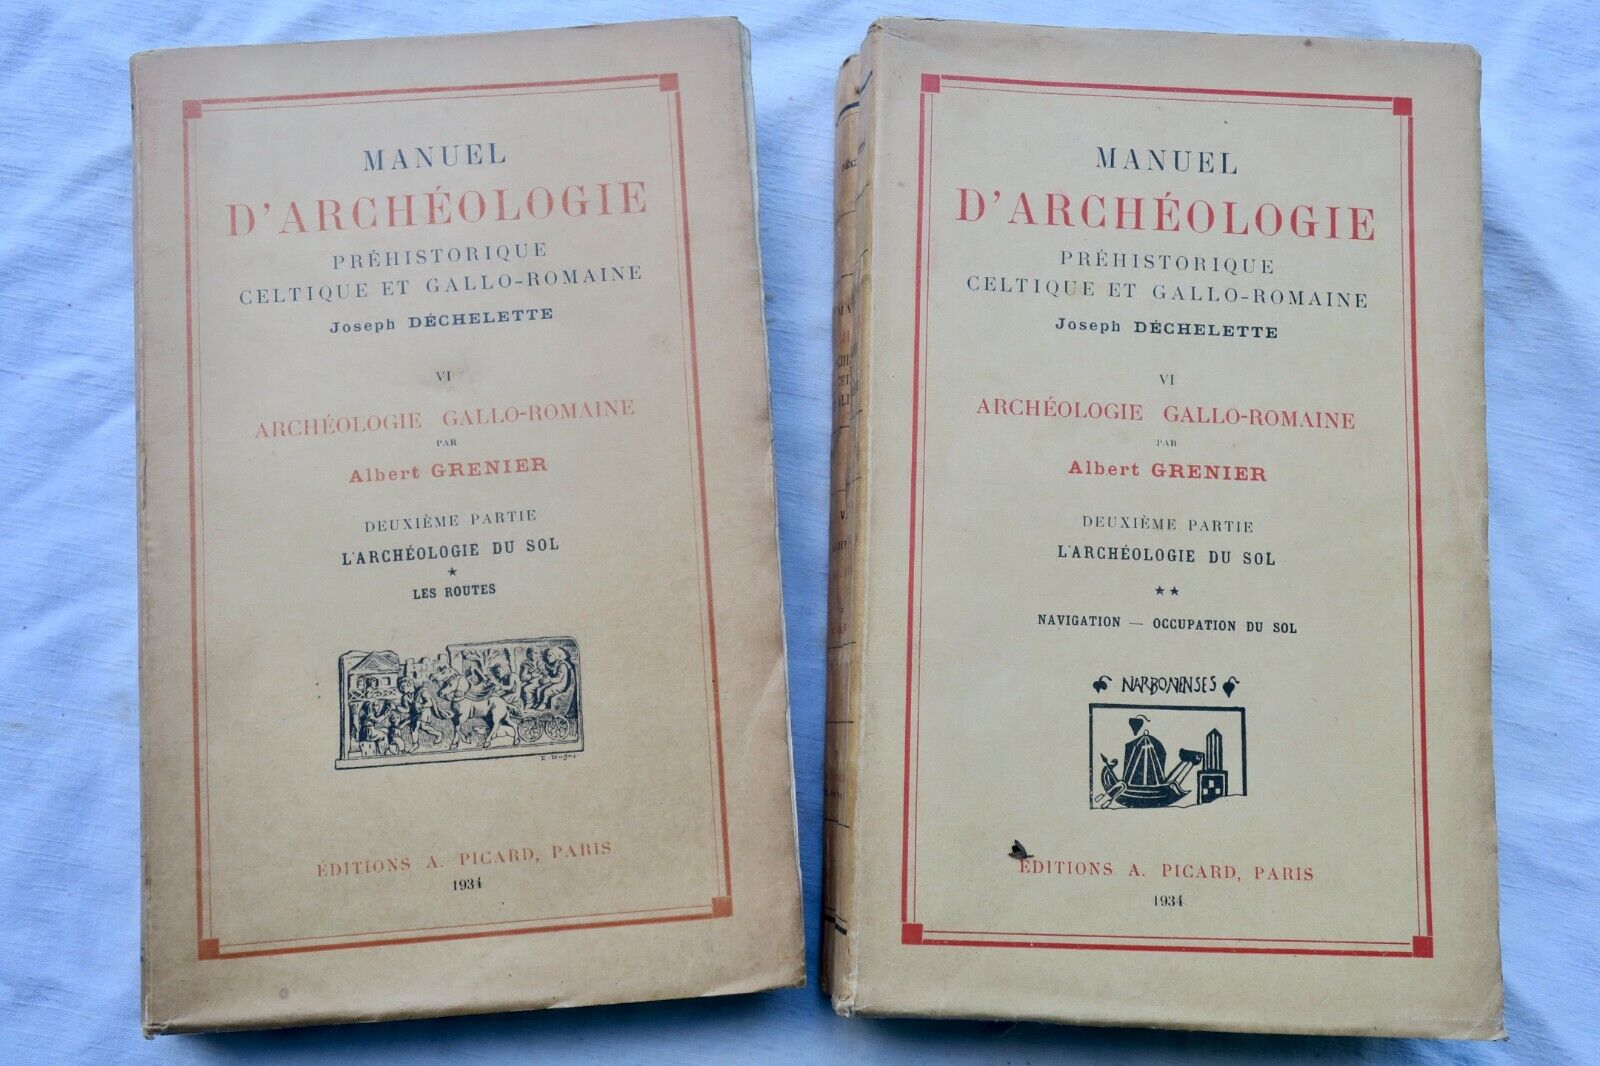 MANUEL
D'ARCHÉOLOGIE
PRÉHISTORIQUE
CELTIQUE ET GALLO-ROMAINE
Joseph DÉCHELETTE
VI
ARCHÉOLOGIE GALLO-ROMAINE
PAR
Albert GRENIER
DEUXIÈME PARTIE
L'ARCHÉOLOGIE DU SOL
★
LES ROUTES
ÉDITIONS A. PICARD, PARIS
1934
MANUEL
D'ARCHÉOLOGIE
PRÉHISTORIQUE
CELTIQUE ET GALLO-ROMAINE
Joseph DÉCHELETTE
VI
ARCHÉOLOGIE GALLO-ROMAINE
PAR
Albert GRENIER
DEUXIÈME PARTIE
L'ARCHÉOLOGIE DU SOL
★★
NAVIGATION — OCCUPATION DU SOL
NARBONENSES
ÉDITIONS A. PICARD, PARIS
1934